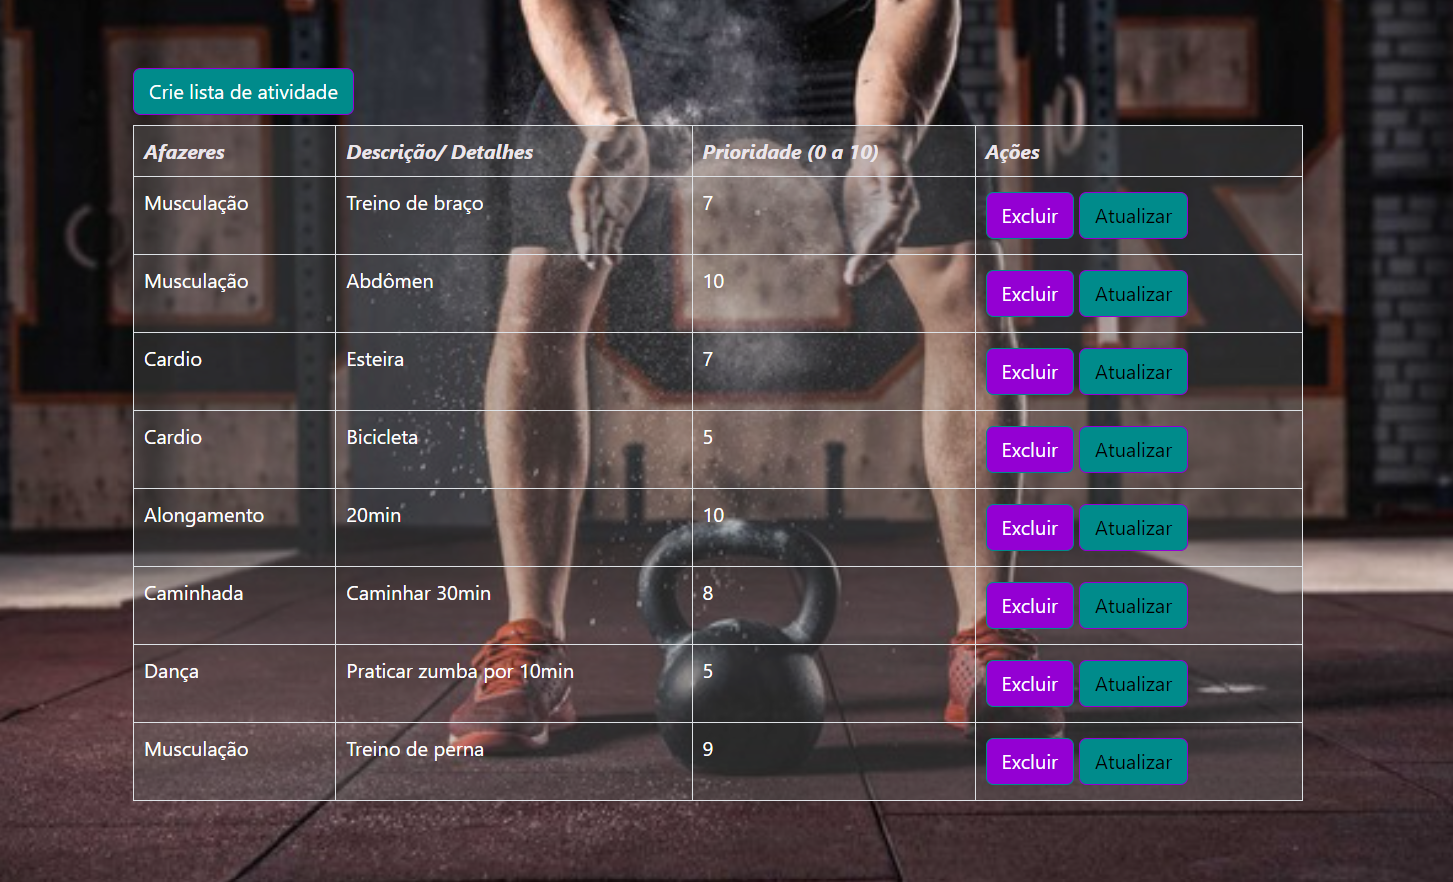 Crie lista de atividade
Afazeres Descrição/ Detalhes Prioridade (0 a 10) Ações
Musculação Treino de braço 7 Excluir Atualizar
Musculação Abdômen 10 Excluir Atualizar
Cardio Esteira 7 Excluir Atualizar
Cardio Bicicleta 5 Excluir Atualizar
Alongamento 20min 10 Excluir Atualizar
Caminhada Caminhar 30min 8 Excluir Atualizar
Dança Praticar zumba por 10min 5 Excluir Atualizar
Musculação Treino de perna 9 Excluir Atualizar